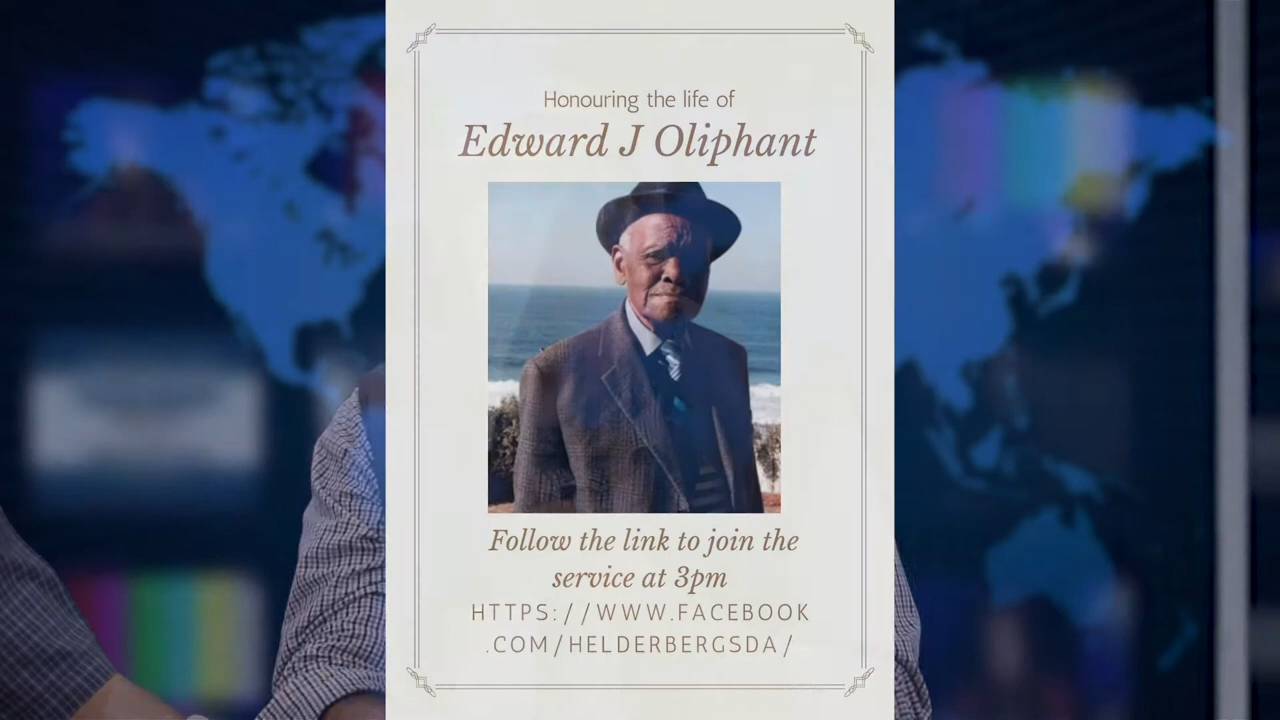 Honouring the life of
Edward J Oliphant
Follow the link to join the
service at 3pm
HTTPS://WWW.FACEBOOK
.COM/HELDERBERGSDA/